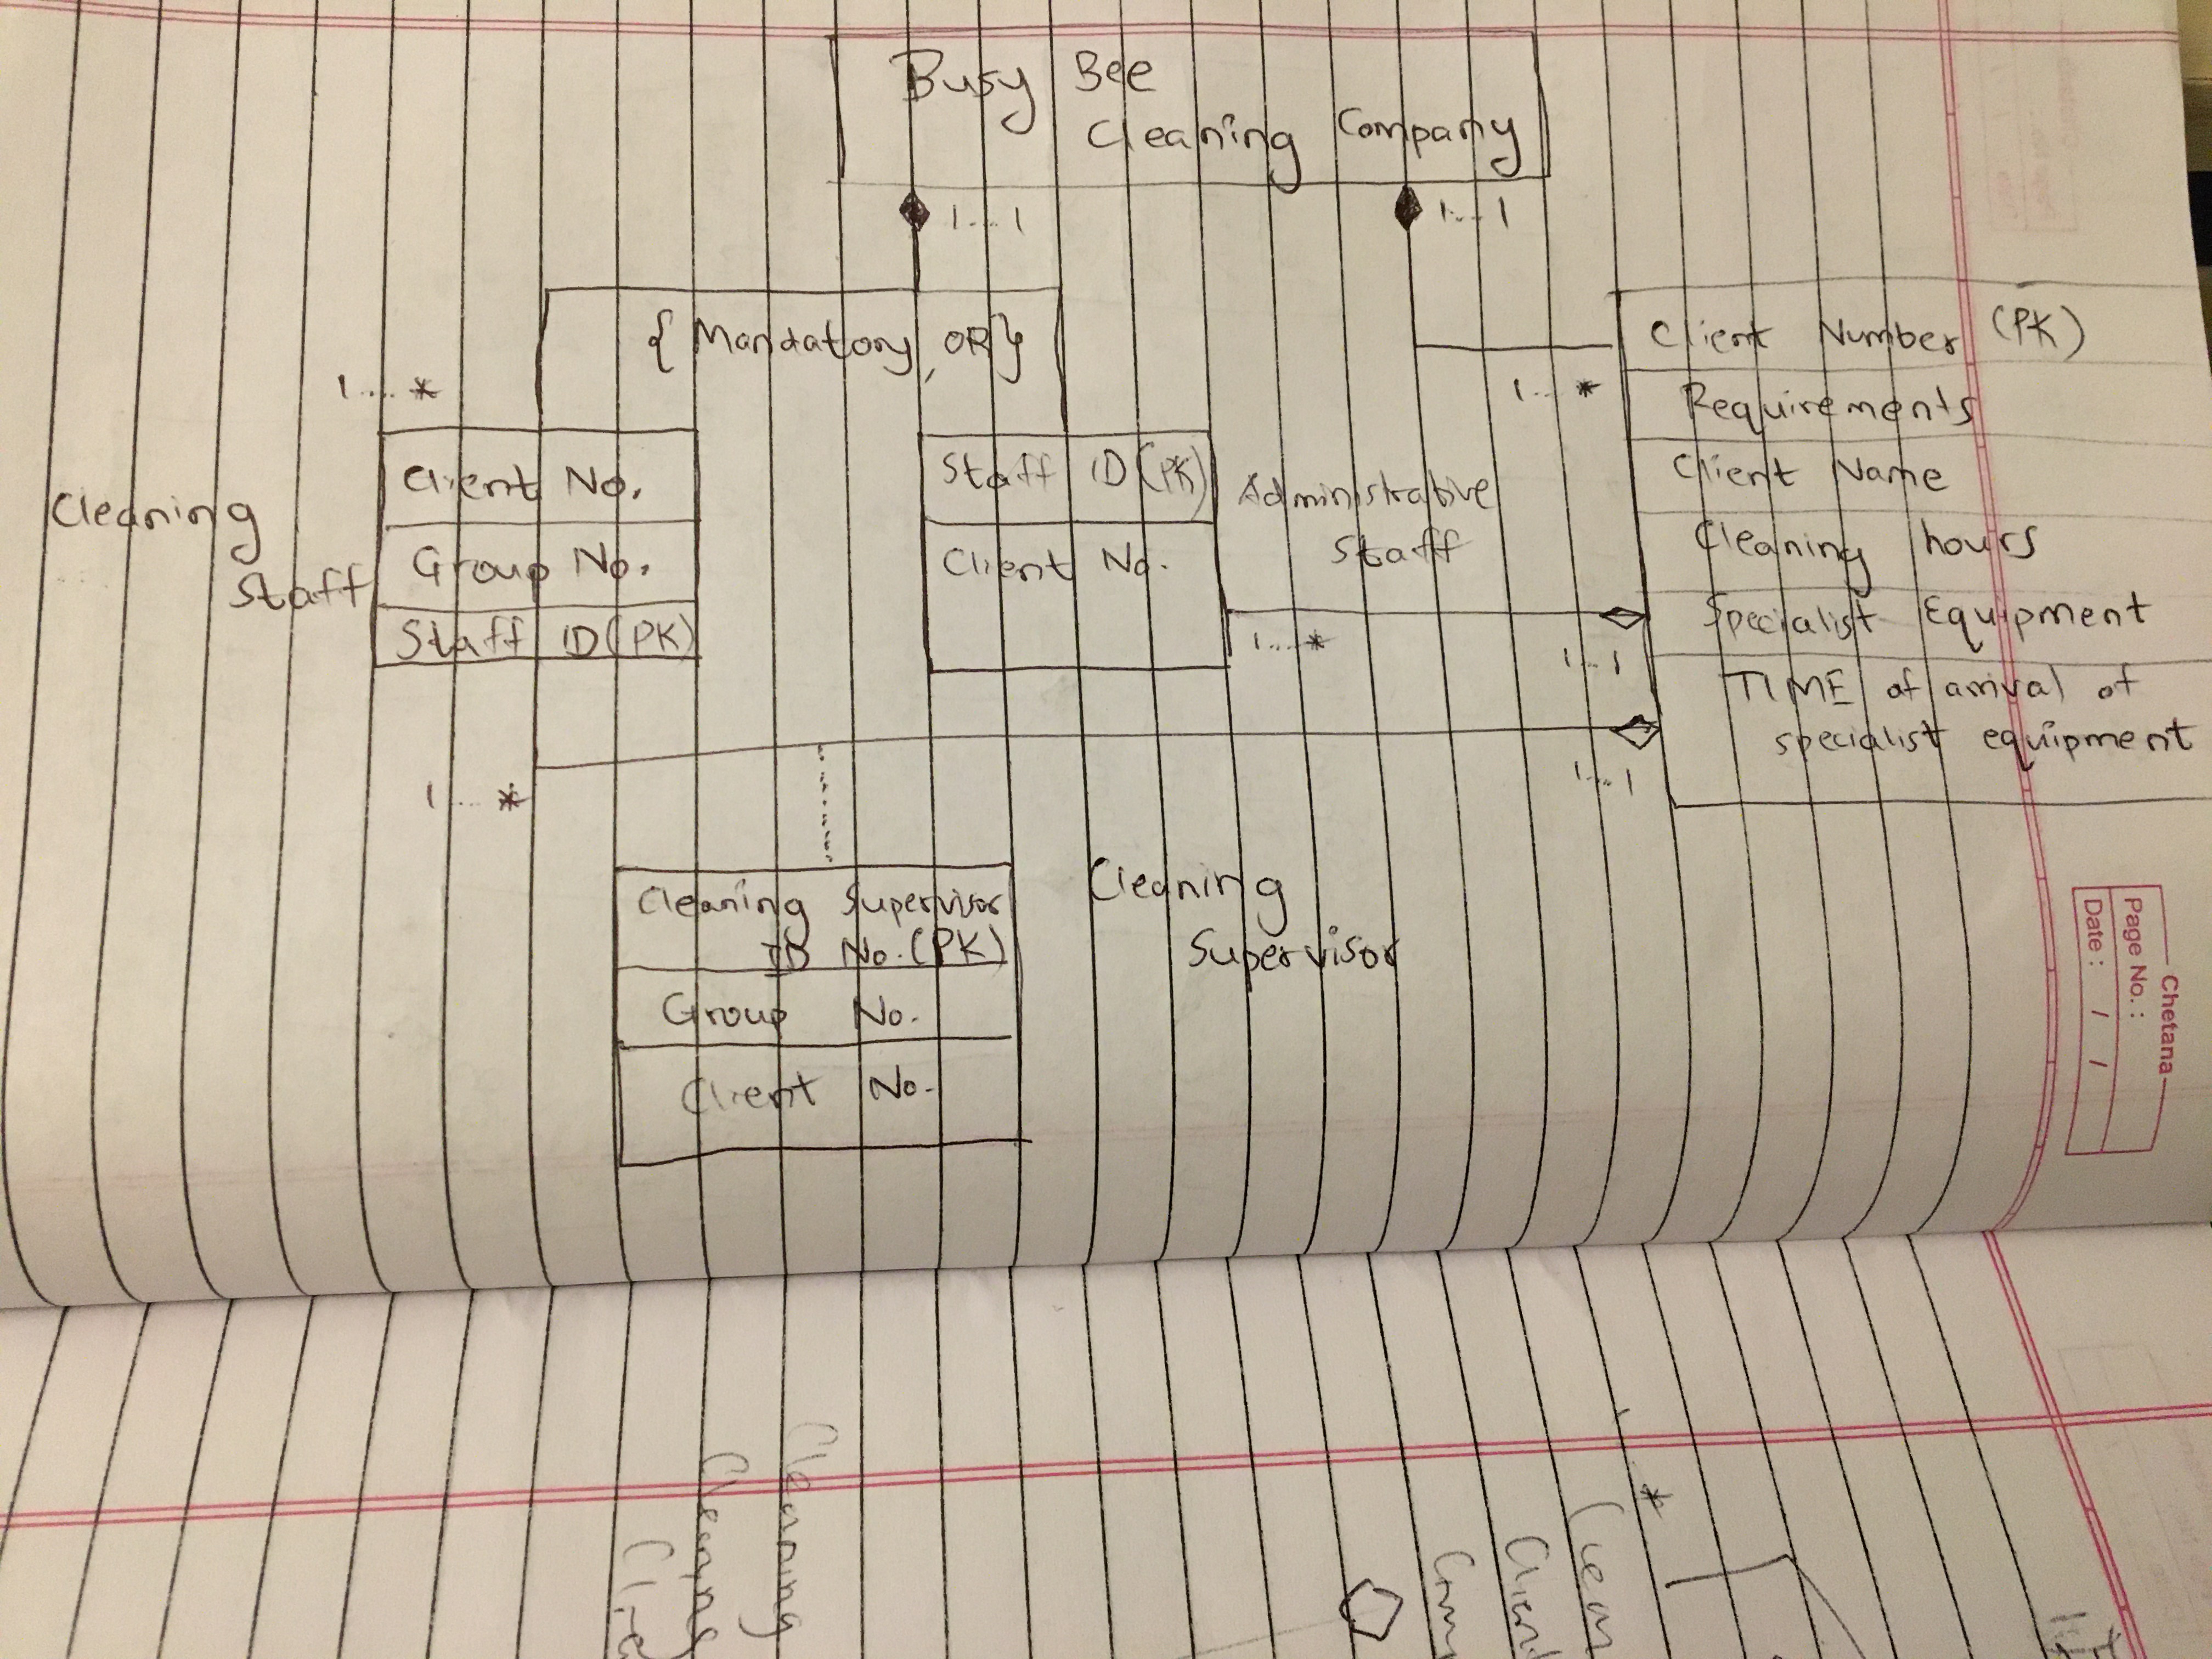 Busy Bee
Cleaning Company
1...1
1...1
{Mandatory, OR}
1...*
1...*
Client Number (PK)
Requirements
Client Name
Cleaning hours
Specialist Equipment
TIME of arrival of
specialist equipment
Cleaning
Staff
Client No.
Group No.
Staff ID(PK)
Staff ID(PK)
Client No.
Administrative
Staff
1...*
1...1
1...*
1...1
Cleaning Supervisor
ID No.(PK)
Group No.
Client No.
Cleaning
Supervisor
Chetana
Page No. :
Date : / /
Cleaning
*
Client